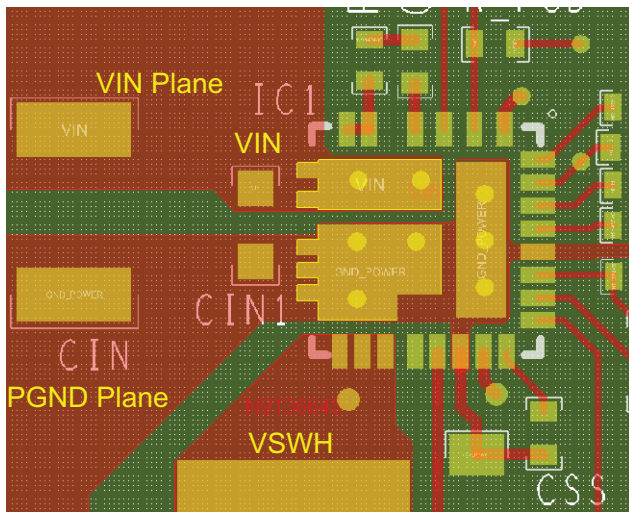 VIN Plane
IC1
VIN
VIN
VIN
GND_POWER
GND_POWER
GND_POWER
CIN1
CIN
PGND Plane
VSWH
CSS